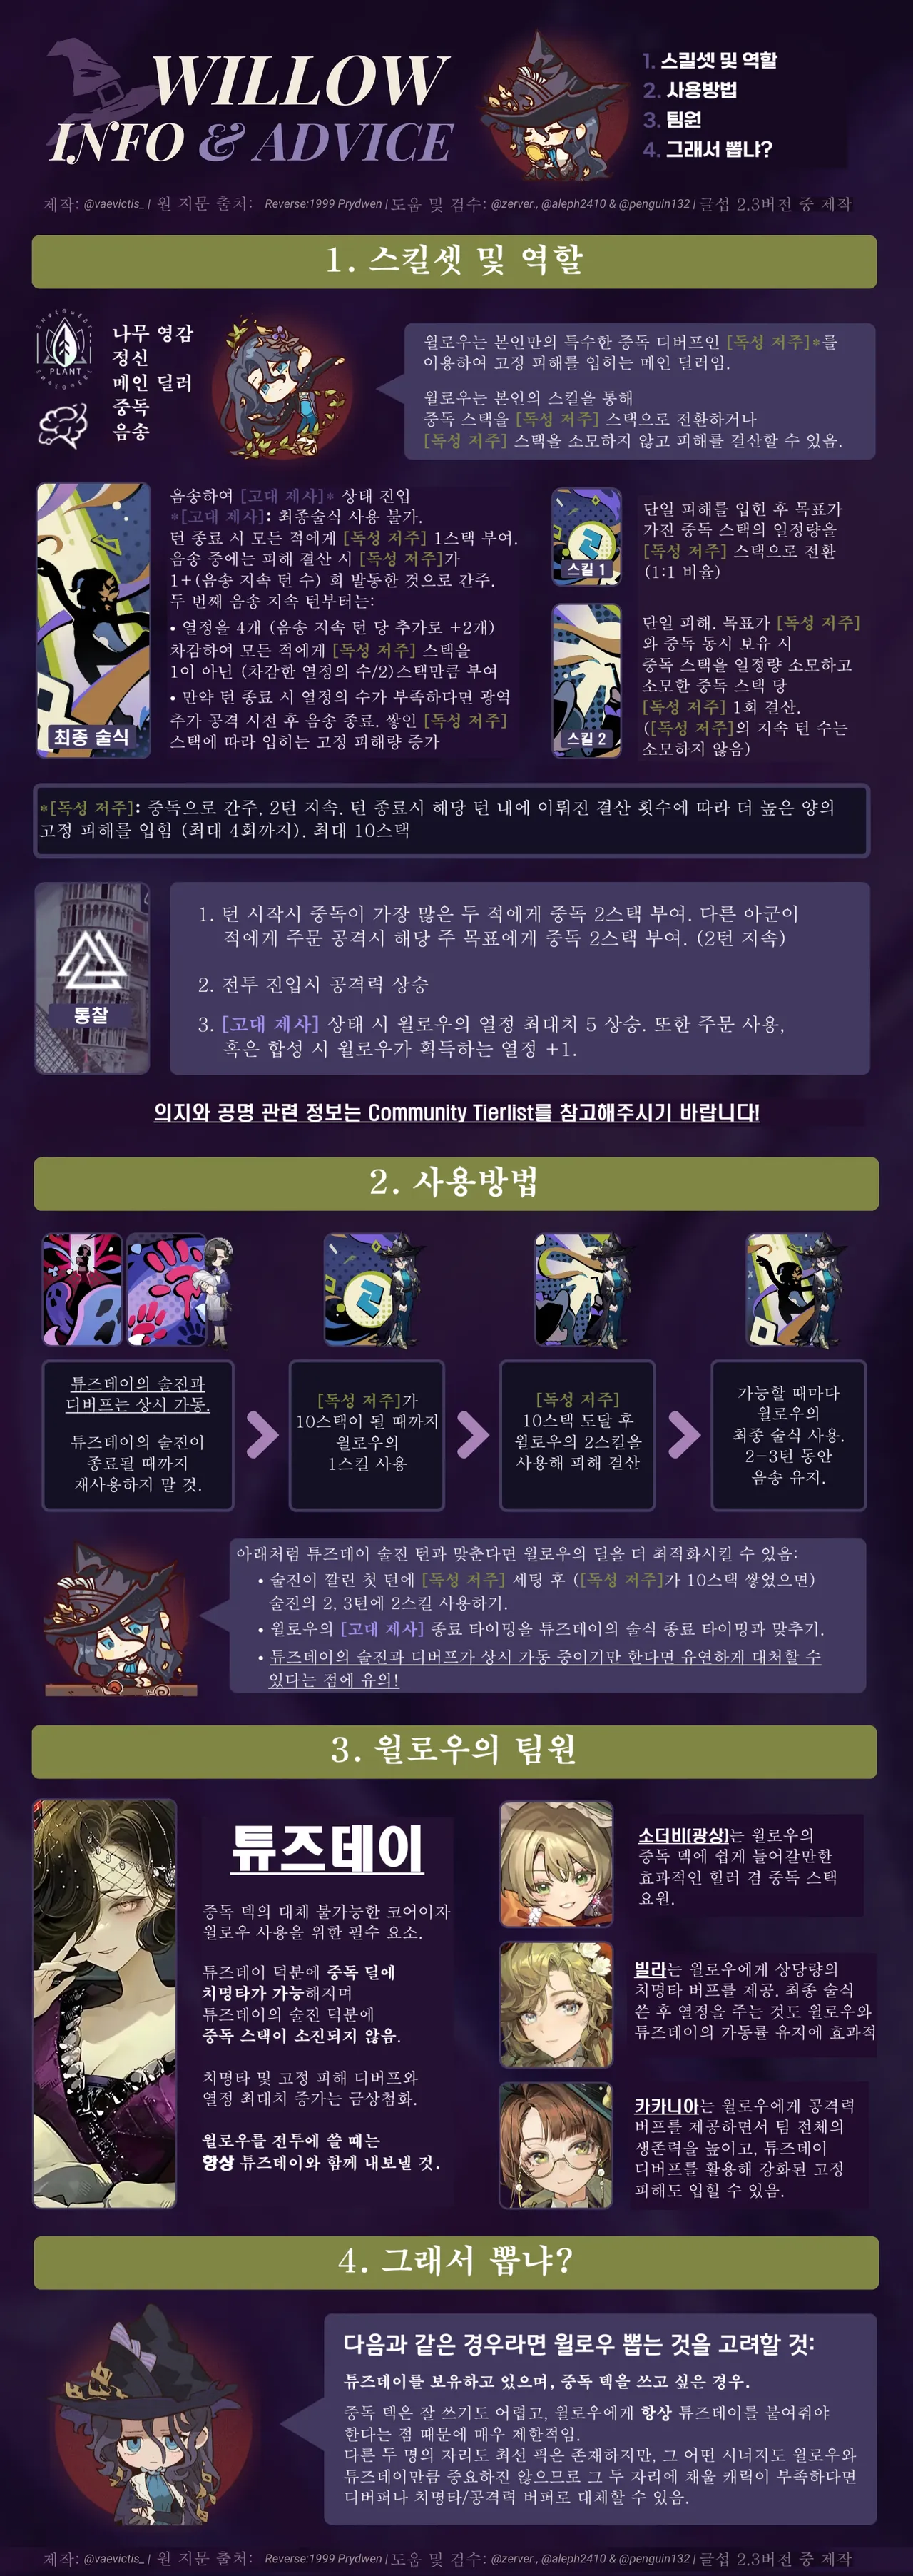 WILLOW
INFO & ADVICE
1. 스킬셋 및 역할
2. 사용방법
3. 팀원
4. 그래서 뽑냐?
제작: @vaevictis_ | 원 지문 출처: Reverse:1999 Prydwen | 도움 및 검수: @zerver., @aleph2410 & @penguin132 | 글섭 2.3버전 중 제작
1. 스킬셋 및 역할
PLANT
나무 영감
정신
메인 딜러
중독
음송
윌로우는 본인만의 특수한 중독 디버프인 [독성 저주]*를
이용하여 고정 피해를 입히는 메인 딜러임.
윌로우는 본인의 스킬을 통해
중독 스택을 [독성 저주] 스택으로 전환하거나
[독성 저주] 스택을 소모하지 않고 피해를 결산할 수 있음.
최종 술식
음송하여 [고대 제사]* 상태 진입
*[고대 제사]: 최종술식 사용 불가.
턴 종료 시 모든 적에게 [독성 저주] 1스택 부여.
음송 중에는 피해 결산 시 [독성 저주]가
1+(음송 지속 턴 수) 회 발동한 것으로 간주.
두 번째 음송 지속 턴부터는:
• 열정을 4개 (음송 지속 턴 당 추가로 +2개)
차감하여 모든 적에게 [독성 저주] 스택을
1이 아닌 (차감한 열정의 수/2)스택만큼 부여
• 만약 턴 종료 시 열정의 수가 부족하다면 광역
추가 공격 시전 후 음송 종료. 쌓인 [독성 저주]
스택에 따라 입히는 고정 피해량 증가
스킬 1
단일 피해를 입힌 후 목표가
가진 중독 스택의 일정량을
[독성 저주] 스택으로 전환
(1:1 비율)
스킬 2
단일 피해. 목표가 [독성 저주]
와 중독 동시 보유 시
중독 스택을 일정량 소모하고
소모한 중독 스택 당
[독성 저주] 1회 결산.
([독성 저주]의 지속 턴 수는
소모하지 않음)
*[독성 저주]: 중독으로 간주, 2턴 지속. 턴 종료시 해당 턴 내에 이뤄진 결산 횟수에 따라 더 높은 양의
고정 피해를 입힘 (최대 4회까지). 최대 10스택
통찰
1. 턴 시작시 중독이 가장 많은 두 적에게 중독 2스택 부여. 다른 아군이
적에게 주문 공격시 해당 주 목표에게 중독 2스택 부여. (2턴 지속)
2. 전투 진입시 공격력 상승
3. [고대 제사] 상태 시 윌로우의 열정 최대치 5 상승. 또한 주문 사용,
혹은 합성 시 윌로우가 획득하는 열정 +1.
의지와 공명 관련 정보는 Community Tierlist를 참고해주시기 바랍니다!
2. 사용방법
튜즈데이의 술진과
디버프는 상시 가동.
튜즈데이의 술진이
종료될 때까지
재사용하지 말 것.
[독성 저주]가
10스택이 될 때까지
윌로우의
1스킬 사용
[독성 저주]
10스택 도달 후
윌로우의 2스킬을
사용해 피해 결산
가능할 때마다
윌로우의
최종 술식 사용.
2-3턴 동안
음송 유지.
아래처럼 튜즈데이 술진 턴과 맞춘다면 윌로우의 딜을 더 최적화시킬 수 있음:
• 술진이 깔린 첫 턴에 [독성 저주] 세팅 후 ([독성 저주]가 10스택 쌓였으면)
술진의 2, 3턴에 2스킬 사용하기.
• 윌로우의 [고대 제사] 종료 타이밍을 튜즈데이의 술식 종료 타이밍과 맞추기.
• 튜즈데이의 술진과 디버프가 상시 가동 중이기만 한다면 유연하게 대처할 수
있다는 점에 유의!
3. 윌로우의 팀원
튜즈데이
중독 덱의 대체 불가능한 코어이자
윌로우 사용을 위한 필수 요소.
튜즈데이 덕분에 중독 딜에
치명타가 가능해지며
튜즈데이의 술진 덕분에
중독 스택이 소진되지 않음.
치명타 및 고정 피해 디버프와
열정 최대치 증가는 금상첨화.
윌로우를 전투에 쓸 때는
항상 튜즈데이와 함께 내보낼 것.
소더비[광상]는 윌로우의
중독 덱에 쉽게 들어갈만한
효과적인 힐러 겸 중독 스택
요원.
빌라는 윌로우에게 상당량의
치명타 버프를 제공. 최종 술식
쓴 후 열정을 주는 것도 윌로우와
튜즈데이의 가동률 유지에 효과적
카카니아는 윌로우에게 공격력
버프를 제공하면서 팀 전체의
생존력을 높이고, 튜즈데이
디버프를 활용해 강화된 고정
피해도 입힐 수 있음.
4. 그래서 뽑냐?
다음과 같은 경우라면 윌로우 뽑는 것을 고려할 것:
튜즈데이를 보유하고 있으며, 중독 덱을 쓰고 싶은 경우.
중독 덱은 잘 쓰기도 어렵고, 윌로우에게 항상 튜즈데이를 붙여줘야
한다는 점 때문에 매우 제한적임.
다른 두 명의 자리도 최선 픽은 존재하지만, 그 어떤 시너지도 윌로우와
튜즈데이만큼 중요하진 않으므로 그 두 자리에 채울 캐릭이 부족하다면
디버퍼나 치명타/공격력 버퍼로 대체할 수 있음.
제작: @vaevictis_ | 원 지문 출처: Reverse:1999 Prydwen | 도움 및 검수: @zerver., @aleph2410 & @penguin132 | 글섭 2.3버전 중 제작